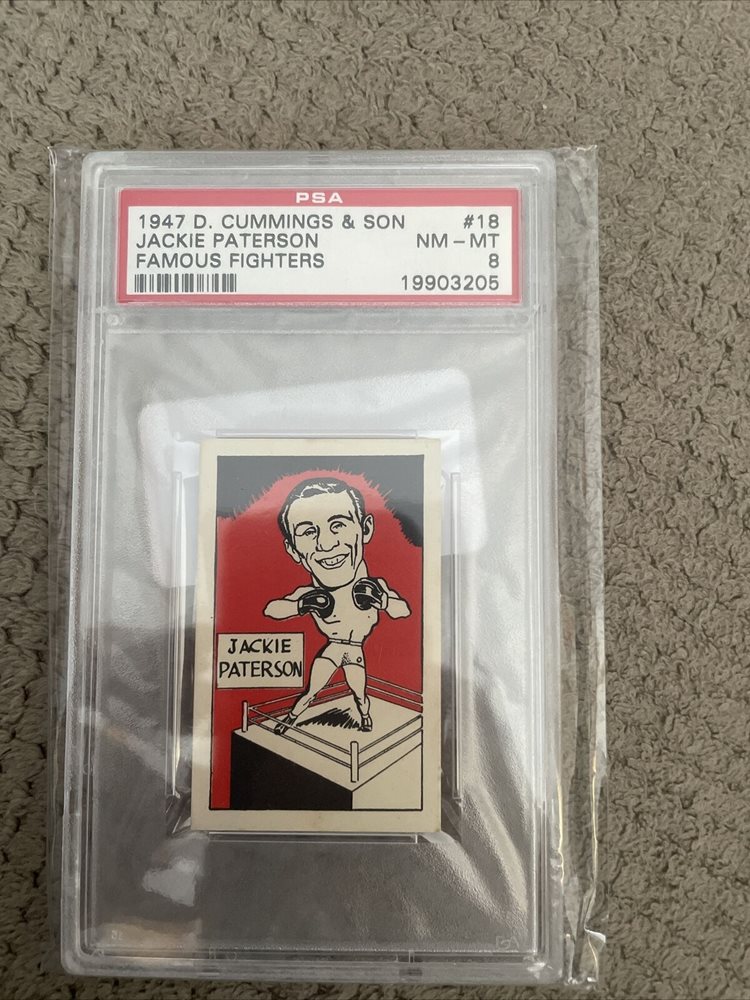 PSA
1947 D. CUMMINGS & SON #18
JACKIE PATERSON NM - MT
FAMOUS FIGHTERS 8
19903205
JACKIE
PATERSON